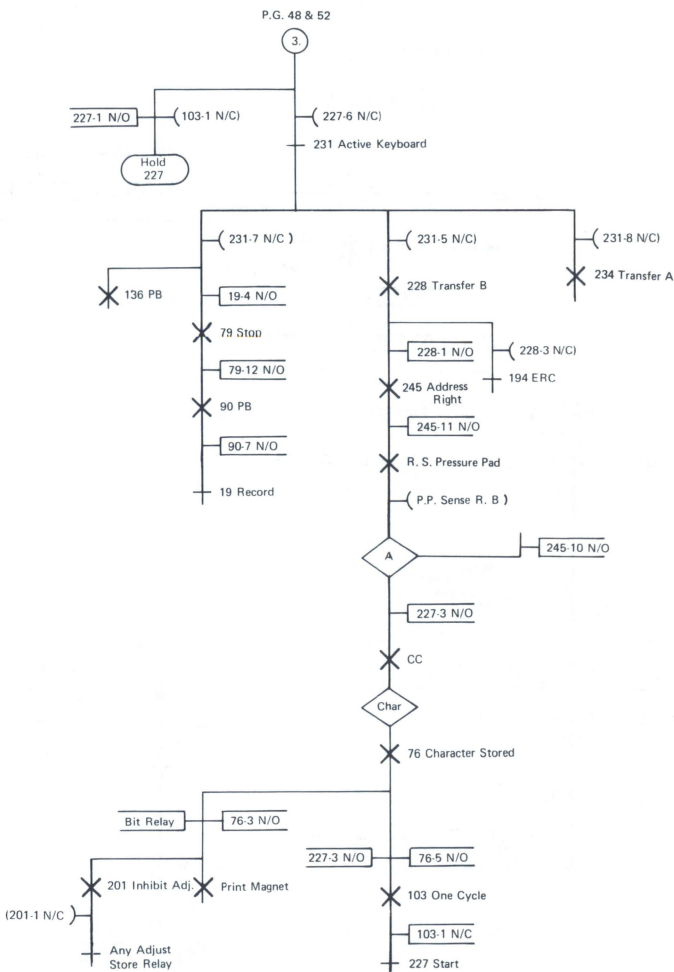 P.G. 48 & 52
3.
227-1 N/O
(103-1 N/C)
(227-6 N/C)
231 Active Keyboard
Hold
227
(231-7 N/C )
(231-5 N/C)
(231-8 N/C)
136 PB
19-4 N/O
228 Transfer B
234 Transfer A
79 Stop
228-1 N/O
(228-3 N/C)
79-12 N/O
245 Address
Right
194 ERC
90 PB
245-11 N/O
90-7 N/O
R. S. Pressure Pad
19 Record
(P.P. Sense R. B )
A
245-10 N/O
227-3 N/O
CC
Char
76 Character Stored
Bit Relay
76-3 N/O
227-3 N/O
76-5 N/O
201 Inhibit Adj.
Print Magnet
103 One Cycle
(201-1 N/C )
103-1 N/C
Any Adjust
Store Relay
227 Start